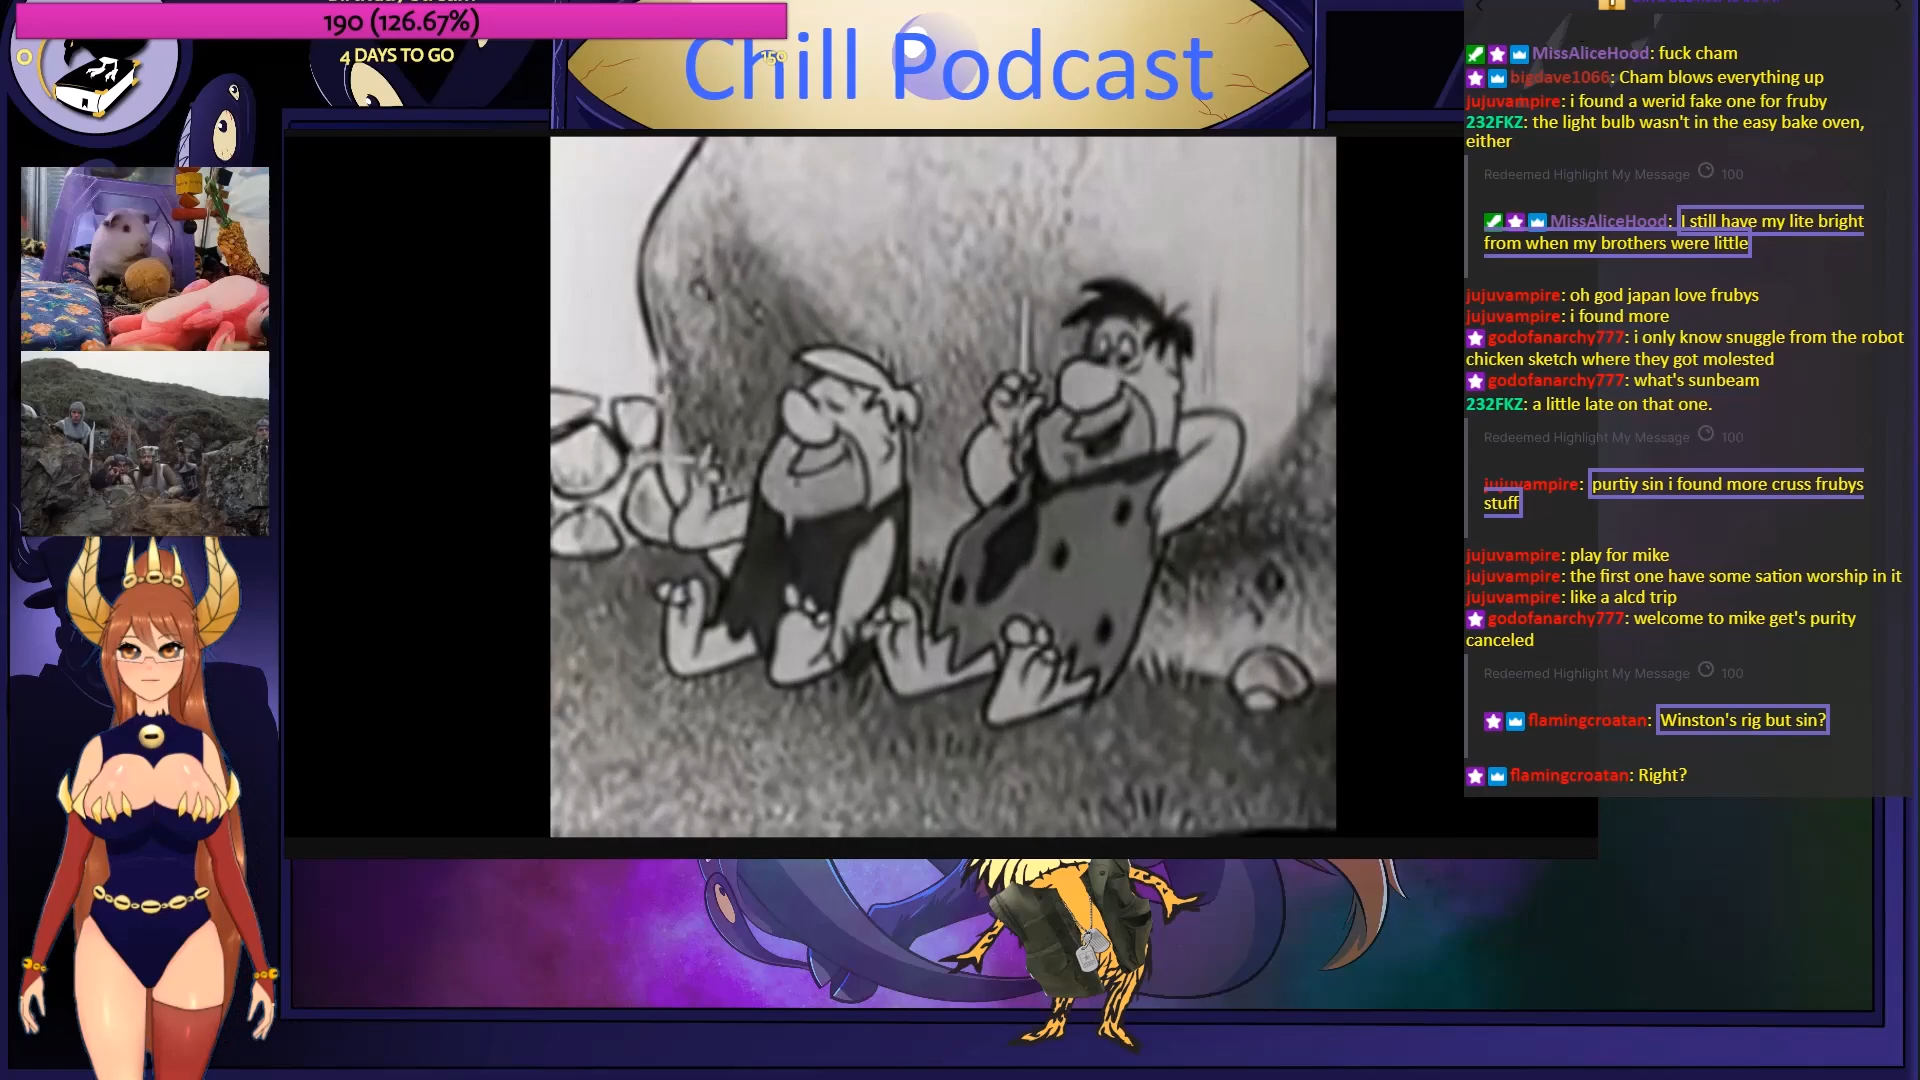 190 (126.67%)
4 DAYS TO GO
150
0
Chill Podcast
MissAliceHood: fuck cham
bigdave1066: Cham blows everything up
jujuvampire: i found a werid fake one for fruby
232FKZ: the light bulb wasn't in the easy bake oven,
either
Redeemed Highlight My Message 100
MissAliceHood: I still have my lite bright
from when my brothers were little
jujuvampire: oh god japan love frubys
jujuvampire: i found more
godofanarchy777: i only know snuggle from the robot
chicken sketch where they got molested
godofanarchy777: what's sunbeam
232FKZ: a little late on that one.
Redeemed Highlight My Message 100
jujuvampire: purtiy sin i found more cruss frubys
stuff
jujuvampire: play for mike
jujuvampire: the first one have some sation worship in it
jujuvampire: like a alcd trip
godofanarchy777: welcome to mike get's purity
canceled
Redeemed Highlight My Message 100
flamingcroatan: Winston's rig but sin?
flamingcroatan: Right?